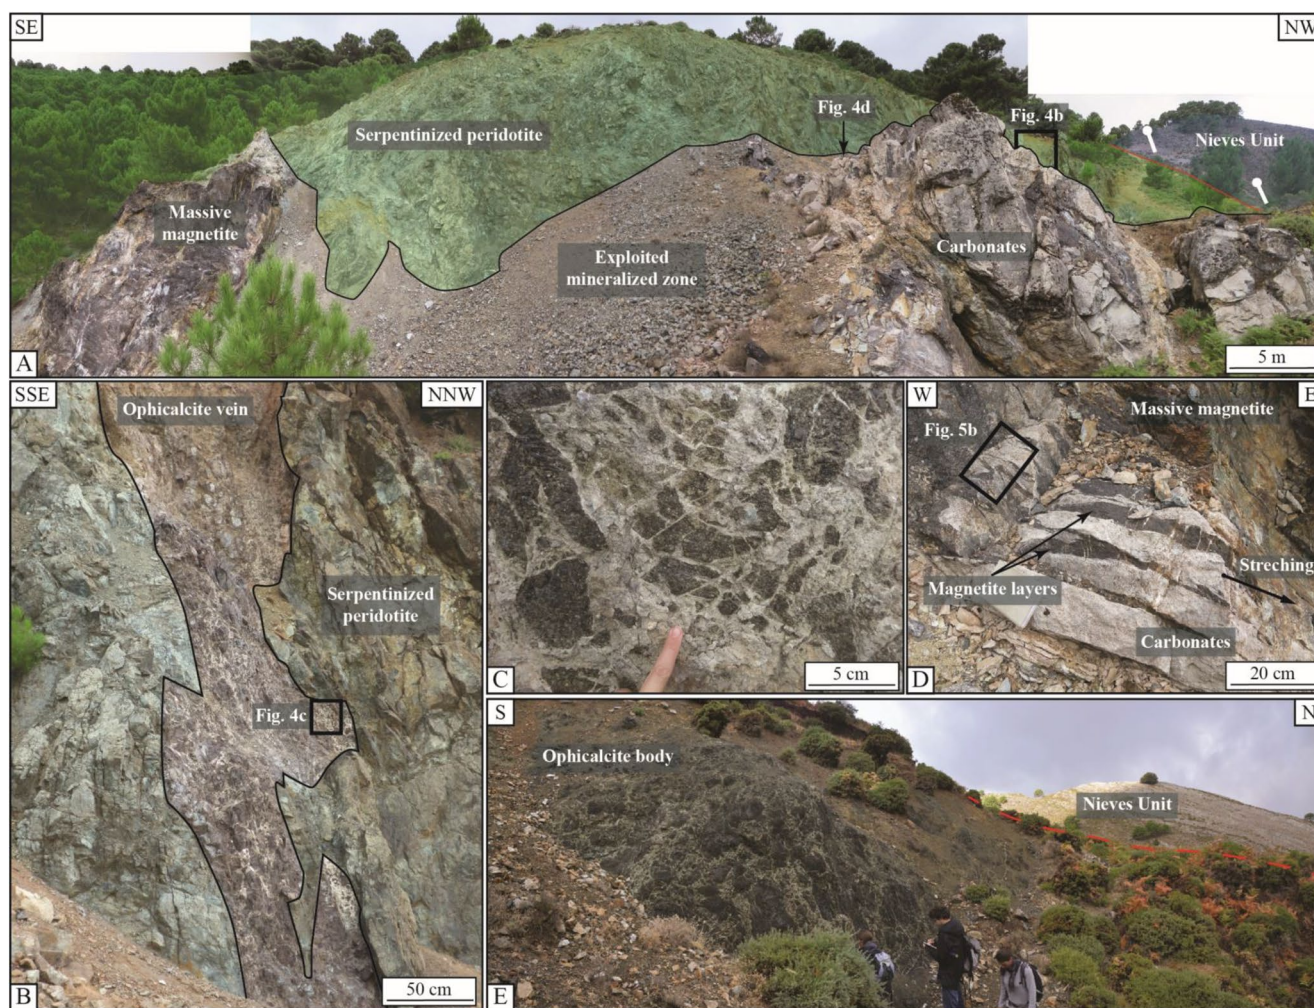 SE
NW
Fig. 4d
Fig. 4b
Serpentinized peridotite
Nieves Unit
Massive
magnetite
Carbonates
Exploited
mineralized zone
A
5 m
SSE
NNW
Ophicalcite vein
Serpentinized
peridotite
Fig. 4c
B
50 cm
C
5 cm
W
E
Massive magnetite
Fig. 5b
Streching
Magnetite layers
Carbonates
D
20 cm
S
N
Ophicalcite body
Nieves Unit
E